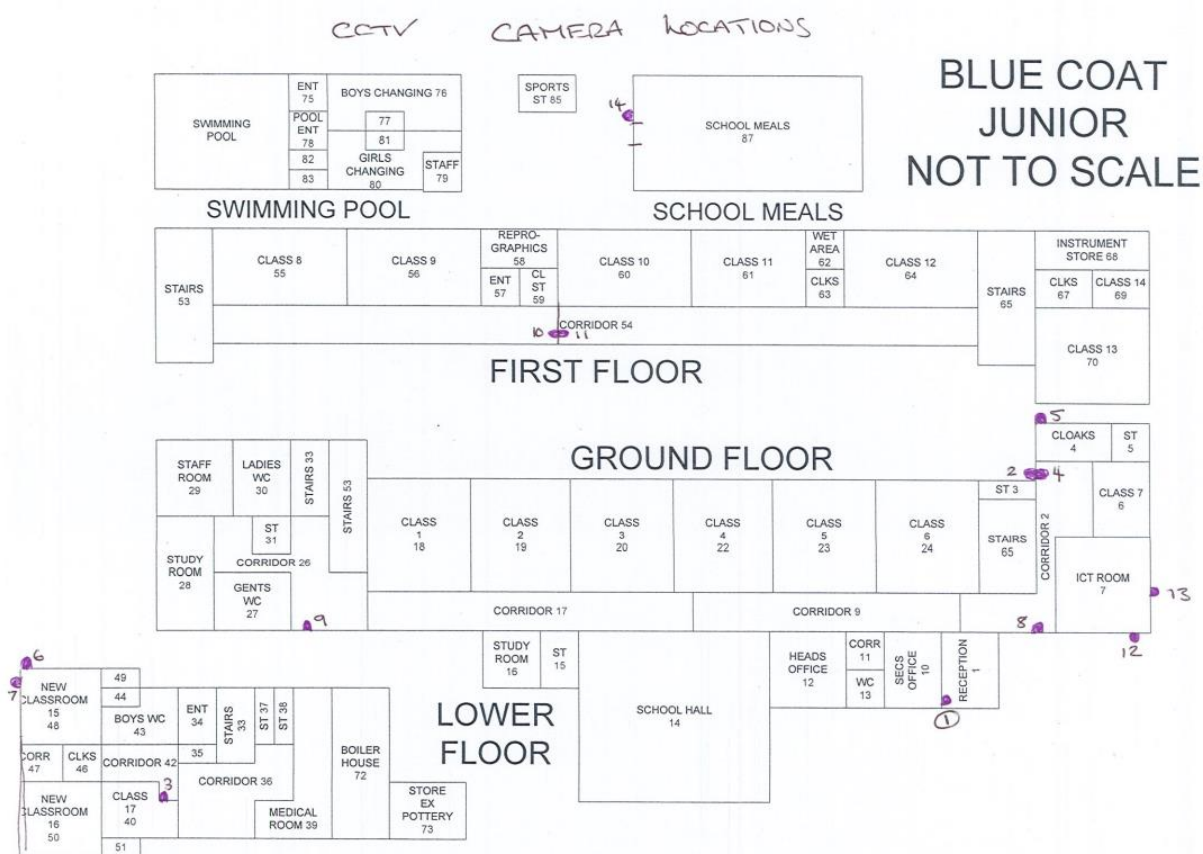 CCTV CAMERA LOCATIONS
BLUE COAT
JUNIOR
NOT TO SCALE
SWIMMING
POOL
ENT
75
BOYS CHANGING 76
POOL
ENT
78
77
81
82
83
GIRLS
CHANGING
80
STAFF
79
SPORTS
ST 85
14
SCHOOL MEALS
87
SWIMMING POOL
SCHOOL MEALS
STAIRS
53
CLASS 8
55
CLASS 9
56
REPRO-
GRAPHICS
58
ENT
57
CL
ST
59
CLASS 10
60
CLASS 11
61
WET
AREA
62
CLKS
63
CLASS 12
64
STAIRS
65
INSTRUMENT
STORE 68
CLKS
67
CLASS 14
69
CLASS 13
70
10
11
CORRIDOR 54
FIRST FLOOR
5
CLOAKS
4
ST
5
GROUND FLOOR
2
4
STAFF
ROOM
29
LADIES
WC
30
STAIRS 33
STAIRS 53
ST
31
STUDY
ROOM
28
CORRIDOR 26
GENTS
WC
27
9
CLASS
1
18
CLASS
2
19
CLASS
3
20
CLASS
4
22
CLASS
5
23
CLASS
6
24
ST 3
STAIRS
65
CORRIDOR 2
CLASS 7
6
ICT ROOM
7
13
CORRIDOR 17
CORRIDOR 9
8
12
STUDY
ROOM
16
ST
15
SCHOOL HALL
14
HEADS
OFFICE
12
CORR
11
WC
13
SECS
OFFICE
10
RECEPTION
1
1
6
7
NEW
CLASSROOM
15
48
49
44
BOYS WC
43
ENT
34
STAIRS
33
ST 37
ST 38
35
CORR
47
CLKS
46
CORRIDOR 42
3
CORRIDOR 36
NEW
CLASSROOM
16
50
CLASS
17
40
51
MEDICAL
ROOM 39
BOILER
HOUSE
72
STORE
EX
POTTERY
73
LOWER
FLOOR